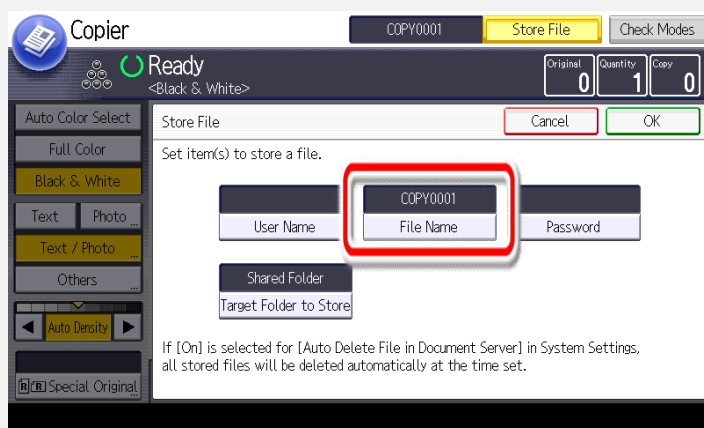 Copier
COPY0001
Store File
Check Modes
Ready
<Black & White>
Original
0
Quantity
1
Copy
0
Auto Color Select
Full Color
Black & White
Text
Photo
Text / Photo
Others
Auto Density
Special Original
Store File
Cancel
OK
Set item(s) to store a file.
User Name
COPY0001
File Name
Password
Shared Folder
Target Folder to Store
If [On] is selected for [Auto Delete File in Document Server] in System Settings,
all stored files will be deleted automatically at the time set.